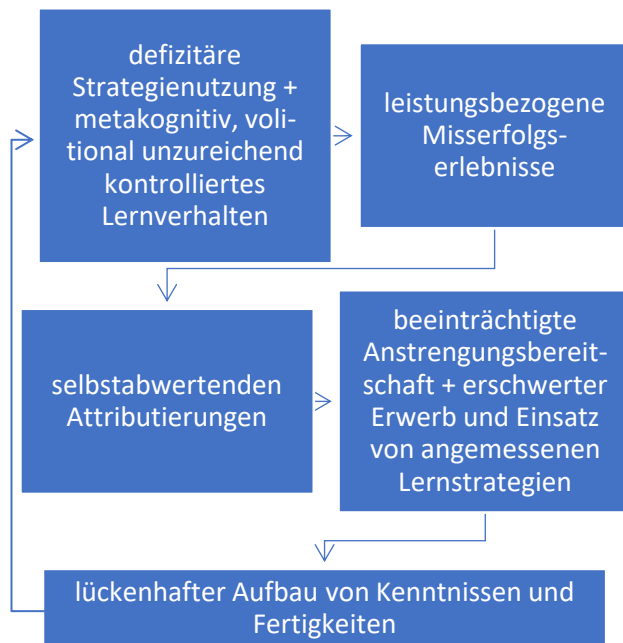 defizitäre
Strategienutzung +
metakognitiv, voli-
tional unzureichend
kontrolliertes
Lernverhalten
leistungsbezogene
Misserfolgs-
erlebnisse
selbstabwertenden
Attributierungen
beeinträchtigte
Anstrengungsbereit-
schaft + erschwerter
Erwerb und Einsatz
von angemessenen
Lernstrategien
lückenhafter Aufbau von Kenntnissen und
Fertigkeiten